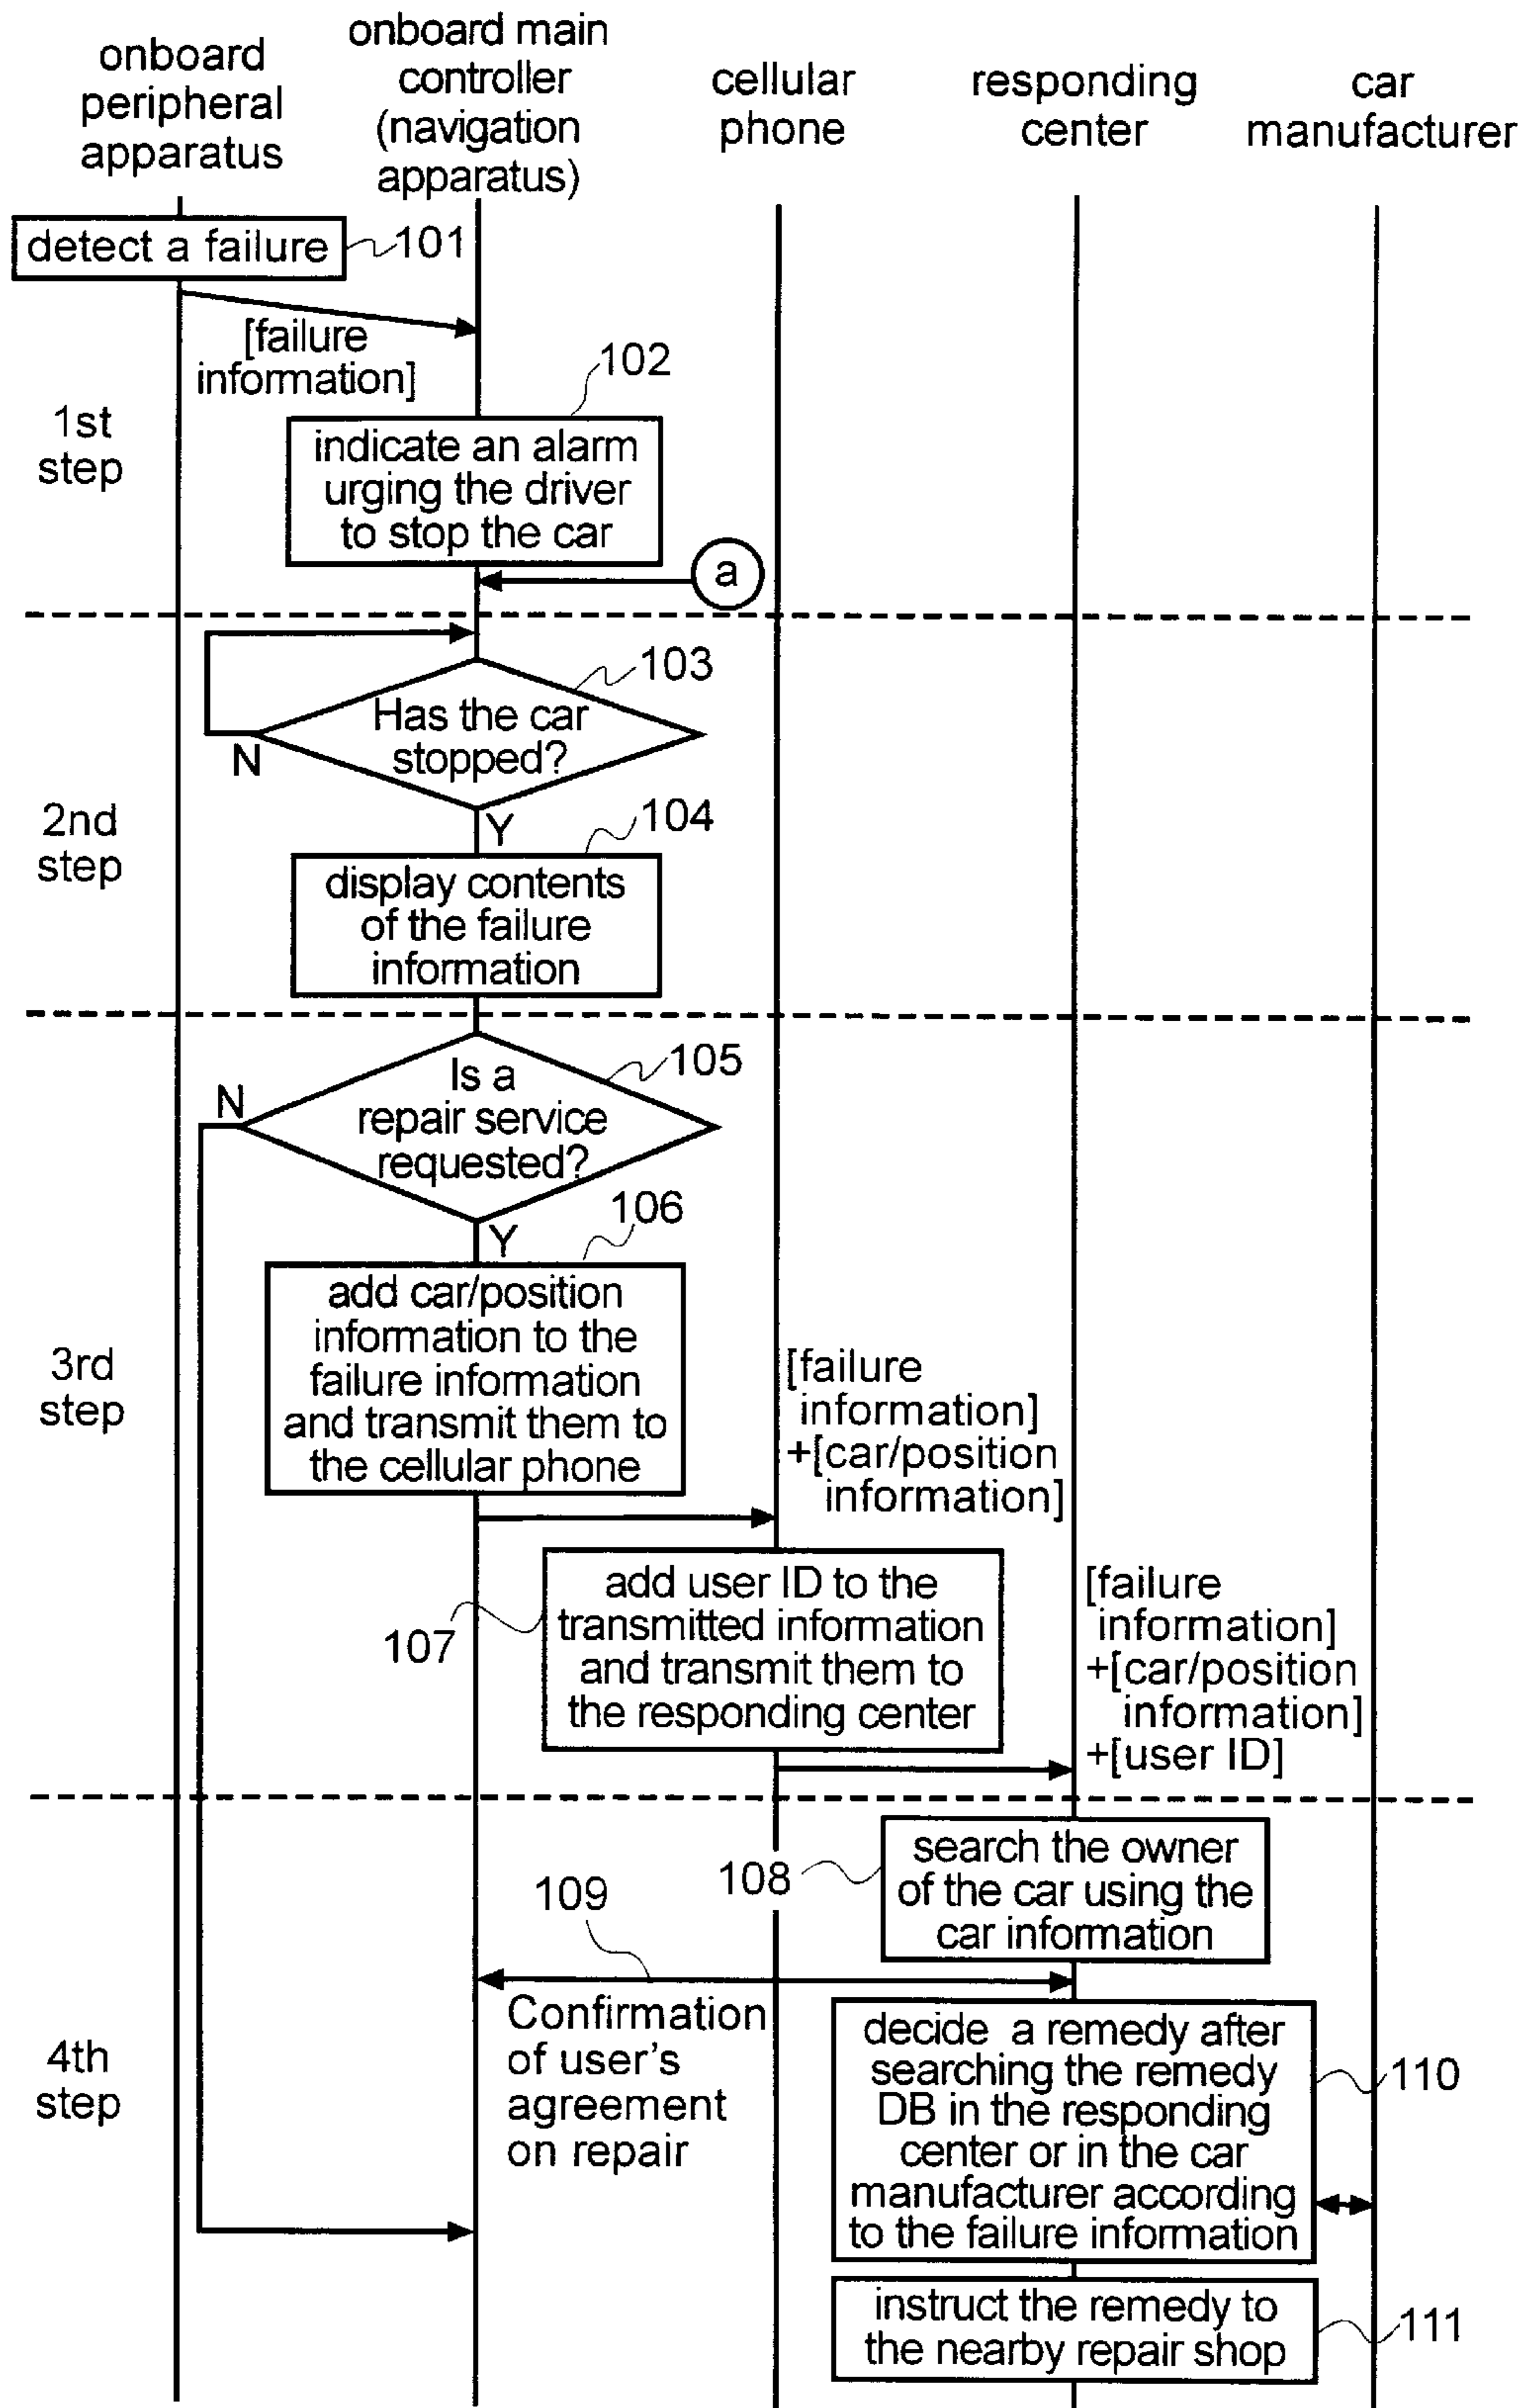 onboard
peripheral
apparatus
onboard main
controller
(navigation
apparatus)
cellular
phone
responding
center
car
manufacturer
detect a failure
101
[failure
information]
102
1st
step
indicate an alarm
urging the driver
to stop the car
a
103
Has the car
stopped?
N
Y
104
2nd
step
display contents
of the failure
information
105
Is a
repair service
requested?
N
Y
106
3rd
step
add car/position
information to the
failure information
and transmit them to
the cellular phone
[failure
information]
+[car/position
information]
107
add user ID to the
transmitted information
and transmit them to
the responding center
[failure
information]
+[car/position
information]
+[user ID]
108
search the owner
of the car using the
car information
109
Confirmation
of user's
agreement
on repair
4th
step
decide a remedy after
searching the remedy
DB in the responding
center or in the car
manufacturer according
to the failure information
110
instruct the remedy to
the nearby repair shop
111